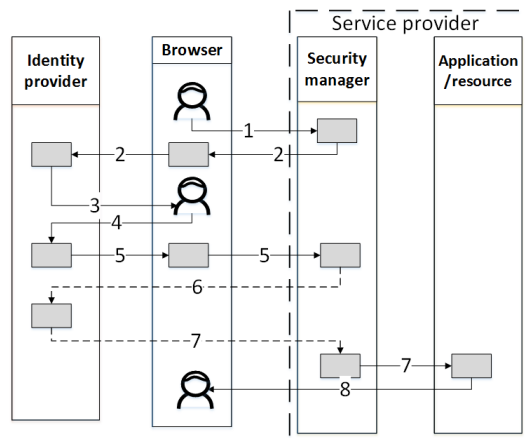 Service provider
Identity
provider
Browser
Security
manager
Application
/resource
1
2
2
3
4
5
5
6
7
7
8